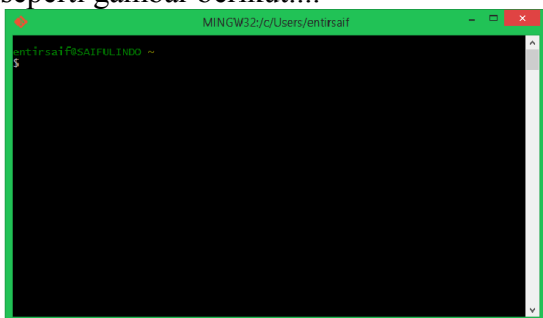 seperti gambar berikut....
MINGW32:/c/Users/entirsaif
entirsaif@SAIFULINDO ~
$